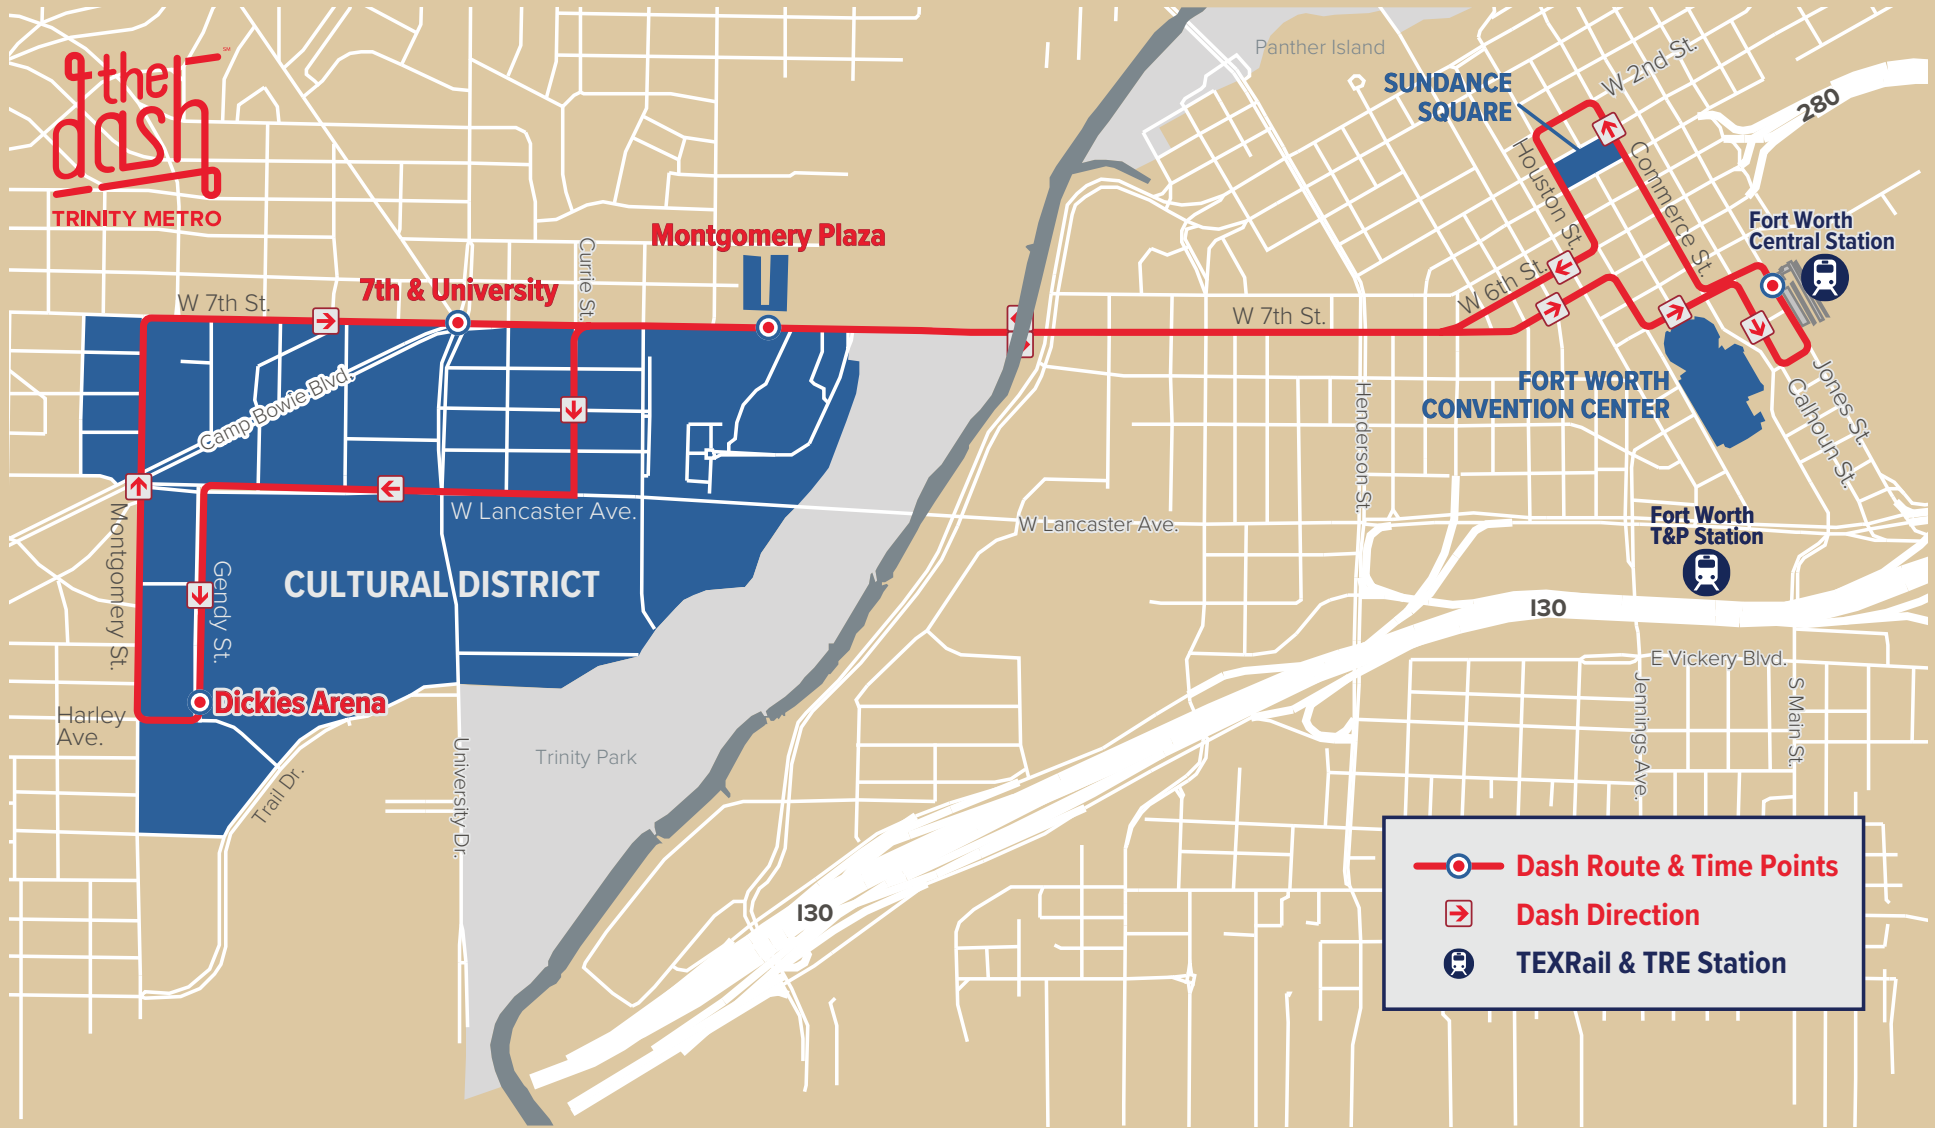 the
dash
SM
TRINITY METRO
Panther Island
SUNDANCE
SQUARE
W 2nd St.
280
Houston St.
Commerce St.
Fort Worth
Central Station
Montgomery Plaza
Currie St.
7th & University
W 7th St.
W 6th St.
W 7th St.
Camp Bowie Blvd.
FORT WORTH
CONVENTION CENTER
Henderson St.
Jones St.
Calhoun St.
W Lancaster Ave.
W Lancaster Ave.
Fort Worth
T&P Station
Montgomery St.
Gendy St.
CULTURAL DISTRICT
I30
E Vickery Blvd.
Jennings Ave.
S Main St.
Dickies Arena
Harley
Ave.
Trail Dr.
University Dr.
Trinity Park
I30
Dash Route & Time Points
Dash Direction
TEXRail & TRE Station